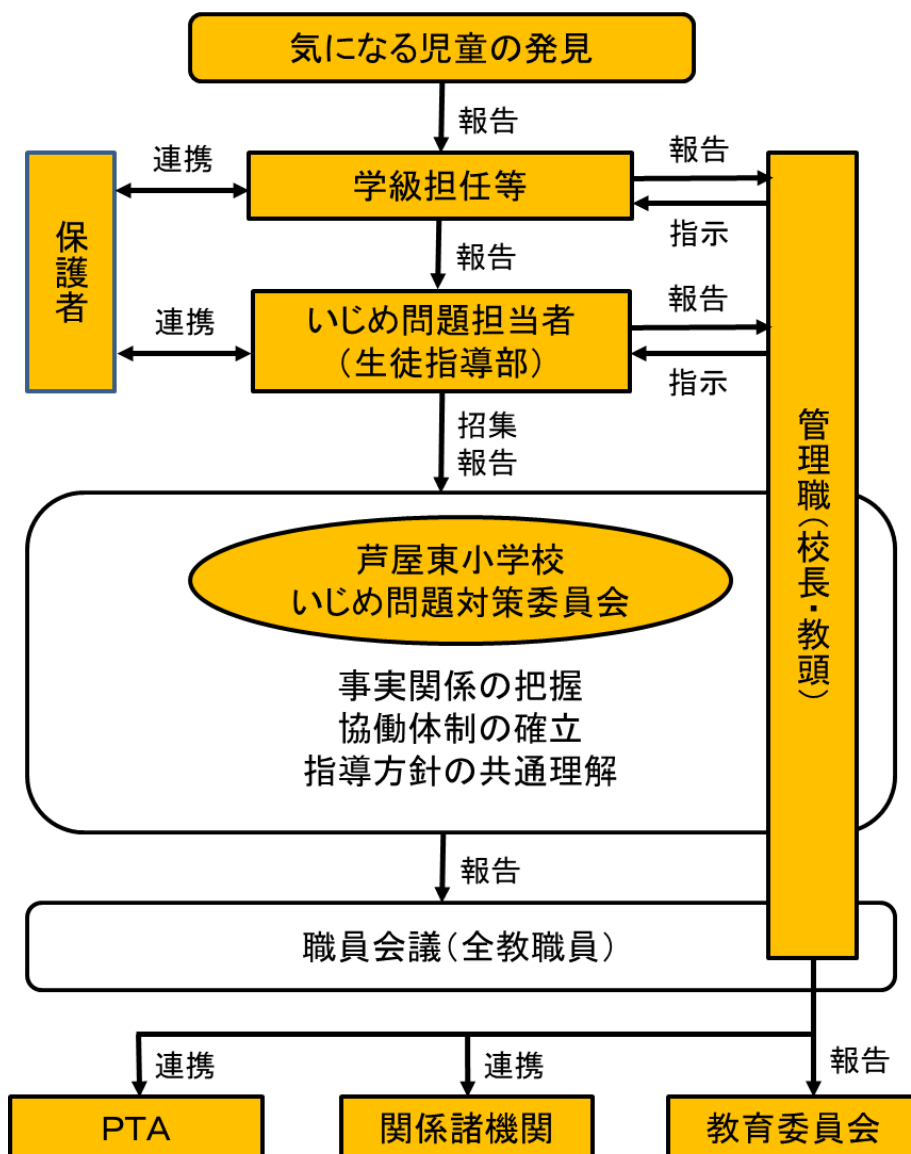 気になる児童の発見
報告
連携
学級担任等
報告
指示
保護者
報告
連携
いじめ問題担当者
（生徒指導部）
報告
指示
招集
報告
管理職（校長・教頭）
芦屋東小学校
いじめ問題対策委員会
事実関係の把握
協働体制の確立
指導方針の共通理解
報告
職員会議（全教職員）
連携
連携
報告
PTA
関係諸機関
教育委員会